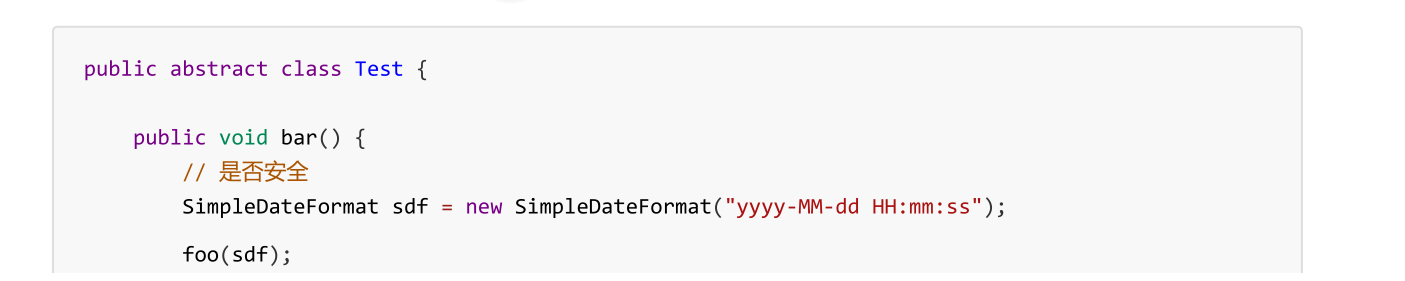 public abstract class Test {
public void bar() {
// 是否安全
SimpleDateFormat sdf = new SimpleDateFormat("yyyy-MM-dd HH:mm:ss");
foo(sdf);